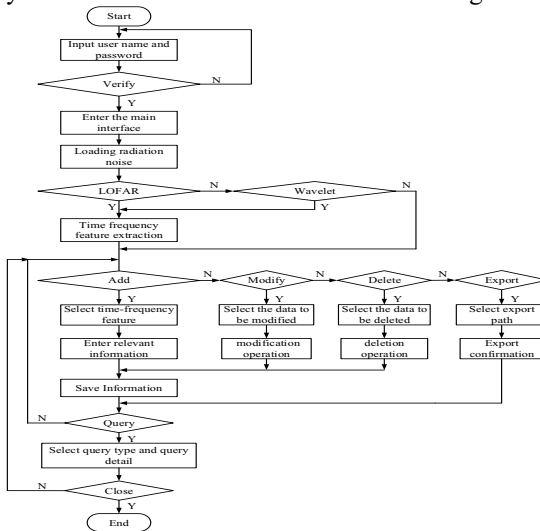 Start
Input user name and
password
Verify
N
Y
Enter the main
interface
Loading radiation
noise
LOFAR
N
Wavelet
N
Y
Y
Time frequency
feature extraction
Add
N
Modify
N
Delete
N
Export
Y
Y
Y
Y
Select time-frequency
feature
Select the data to
be modified
Select the data to
be deleted
Select export
path
Enter relevant
information
modification
operation
deletion
operation
Export
confirmation
Save Information
N
Query
Y
Select query type and query
detail
N
Close
Y
End